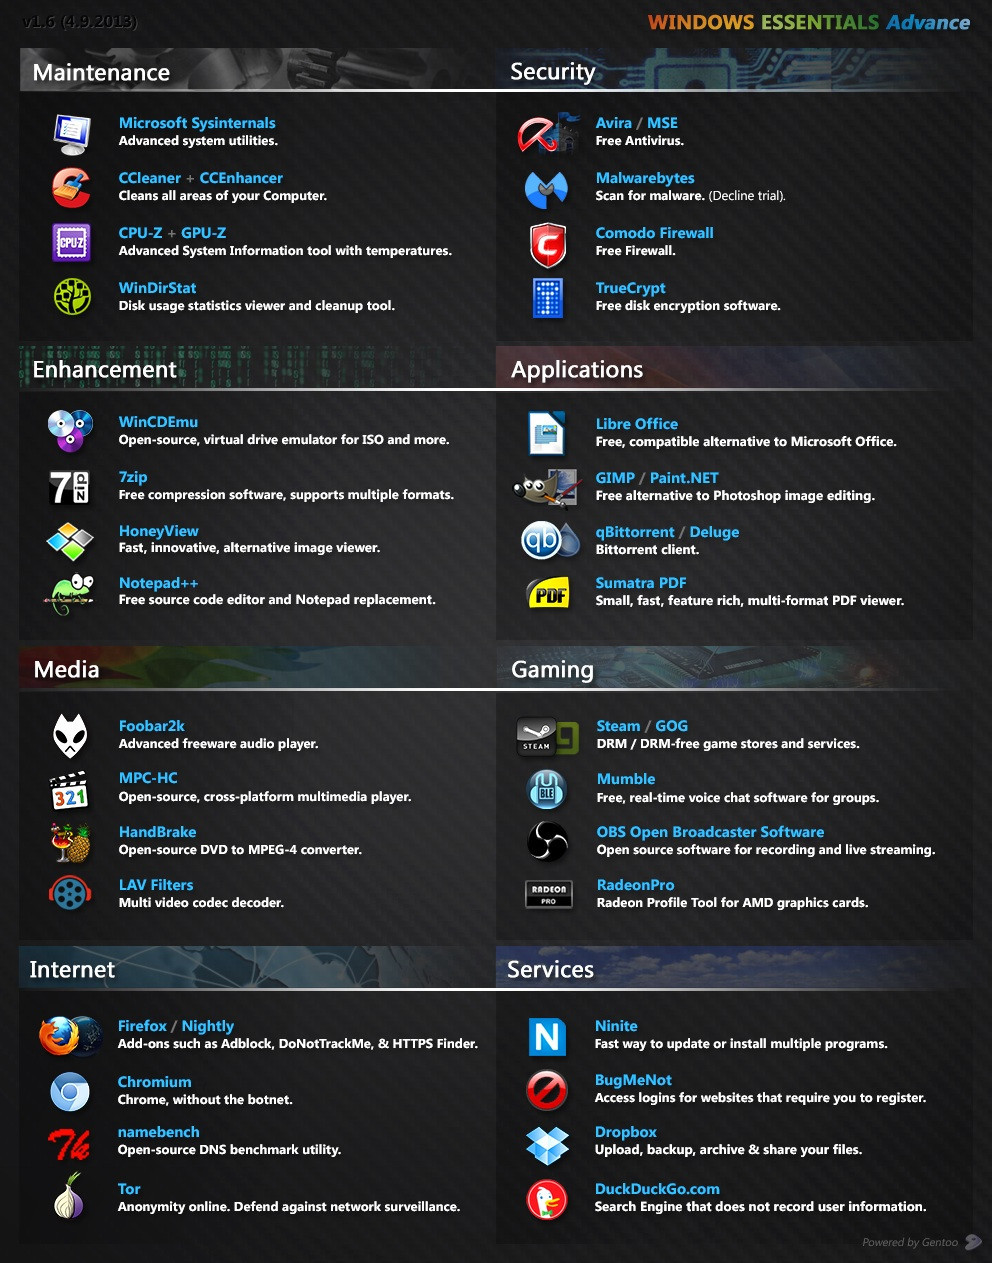 v1.6 (4.9.2013)
WINDOWS ESSENTIALS Advance
Maintenance
Microsoft Sysinternals
Advanced system utilities.
CCleaner + CCEnhancer
Cleans all areas of your Computer.
CPU-Z
CPU-Z + GPU-Z
Advanced System Information tool with temperatures.
WinDirStat
Disk usage statistics viewer and cleanup tool.
Security
Avira / MSE
Free Antivirus.
Malwarebytes
Scan for malware. (Decline trial).
C
Comodo Firewall
Free Firewall.
TrueCrypt
Free disk encryption software.
Enhancement
WinCDEmu
Open-source, virtual drive emulator for ISO and more.
7zip
7zip
Free compression software, supports multiple formats.
HoneyView
Fast, innovative, alternative image viewer.
Notepad++
Free source code editor and Notepad replacement.
Applications
Libre Office
Free, compatible alternative to Microsoft Office.
GIMP / Paint.NET
Free alternative to Photoshop image editing.
qb
qBittorrent / Deluge
Bittorrent client.
PDF
Sumatra PDF
Small, fast, feature rich, multi-format PDF viewer.
Media
Foobar2k
Advanced freeware audio player.
321
MPC-HC
Open-source, cross-platform multimedia player.
HandBrake
Open-source DVD to MPEG-4 converter.
LAV Filters
Multi video codec decoder.
Gaming
STEAM
Steam / GOG
DRM / DRM-free game stores and services.
BLE
Mumble
Free, real-time voice chat software for groups.
OBS Open Broadcaster Software
Open source software for recording and live streaming.
RADEON
PRO
RadeonPro
Radeon Profile Tool for AMD graphics cards.
Internet
Firefox / Nightly
Add-ons such as Adblock, DoNotTrackMe, & HTTPS Finder.
Chromium
Chrome, without the botnet.
Tk
namebench
Open-source DNS benchmark utility.
Tor
Anonymity online. Defend against network surveillance.
Services
N
Ninite
Fast way to update or install multiple programs.
BugMeNot
Access logins for websites that require you to register.
Dropbox
Upload, backup, archive & share your files.
DuckDuckGo.com
Search Engine that does not record user information.
Powered by Gentoo